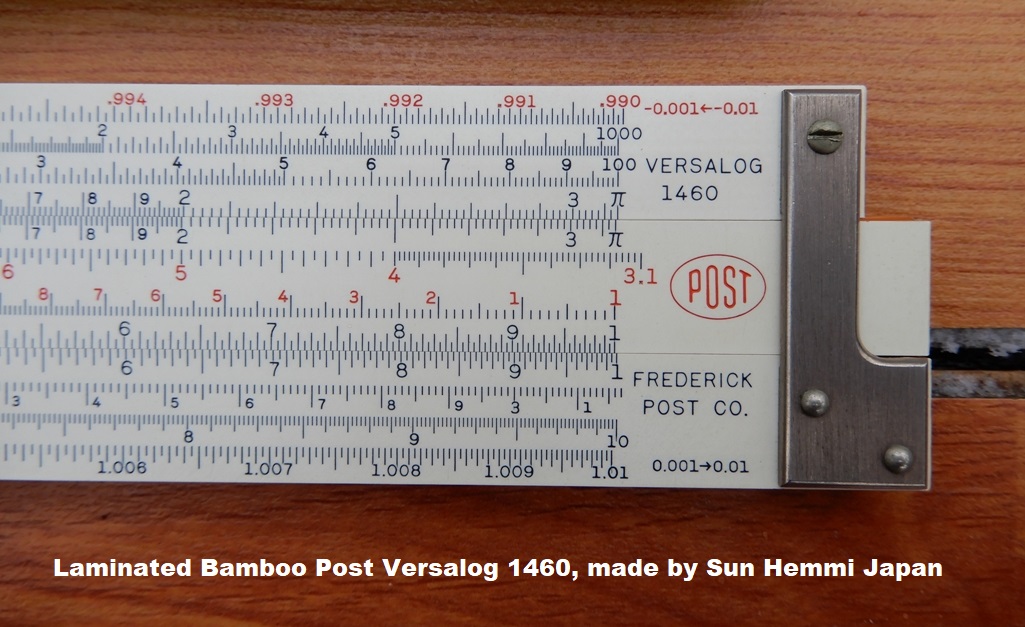 .994 .993 .992 .991 .990 -0.001←-0.01
2 3 4 5 1000
3 4 5 6 7 8 9 100 VERSALOG
7 8 9 2 3 π 1460
7 8 9 2 3 π
6 5 4 3.1 POST
8 7 6 5 4 3 2 1 1
6 7 8 9 1
6 7 8 9 1 FREDERICK
3 4 5 6 7 8 9 3 1 POST CO.
8 9 10
1.006 1.007 1.008 1.009 1.01 0.001→0.01
Laminated Bamboo Post Versalog 1460, made by Sun Hemmi Japan